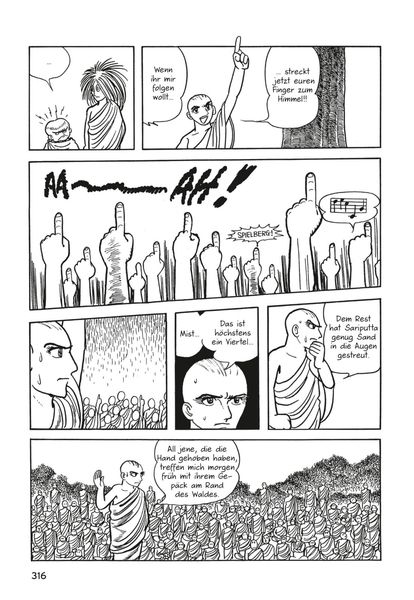 ...
Wenn
ihr mir
folgen
wollt...
... streckt
jetzt euren
Finger zum
Himmel!!
AA~AH!
SPIELBERG!
Mist...
Das ist
höchstens
ein Viertel...
Dem Rest
hat Sariputta
genug Sand
in die Augen
gestreut.
All jene, die die
Hand gehoben haben,
treffen mich morgen
früh mit ihrem Ge-
päck am Rand
des Waldes.
316